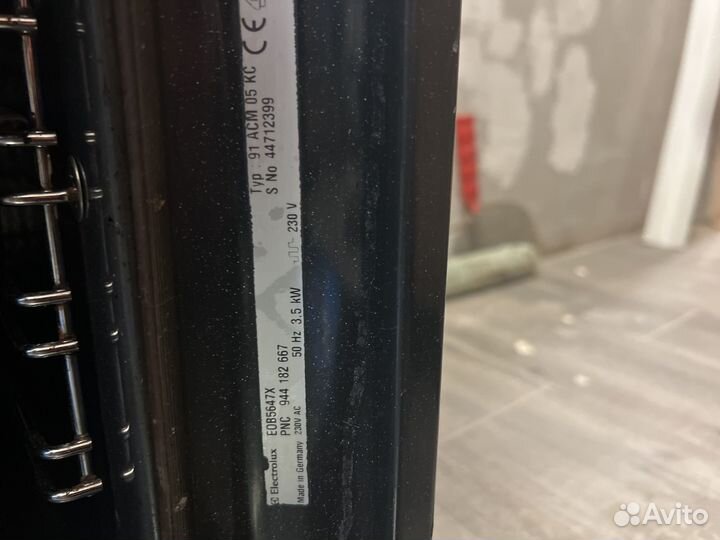 Electrolux EOB5647X Typ : 91 ACM 05 KC CE
PNC 944 182 667 S No 44712399
50 Hz 3.5 kW 230 V
Made in Germany 230V AC
Avito